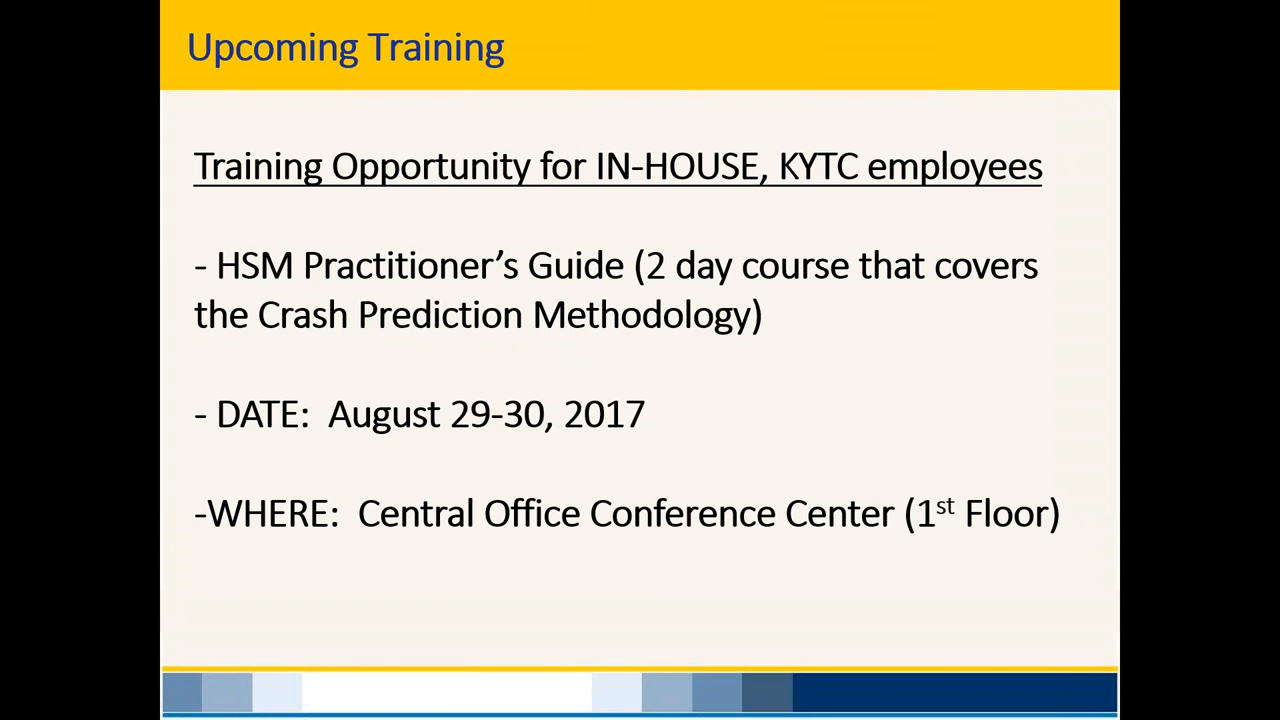 Upcoming Training
Training Opportunity for IN-HOUSE, KYTC employees
- HSM Practitioner’s Guide (2 day course that covers
the Crash Prediction Methodology)
- DATE:  August 29-30, 2017
-WHERE:  Central Office Conference Center (1st Floor)